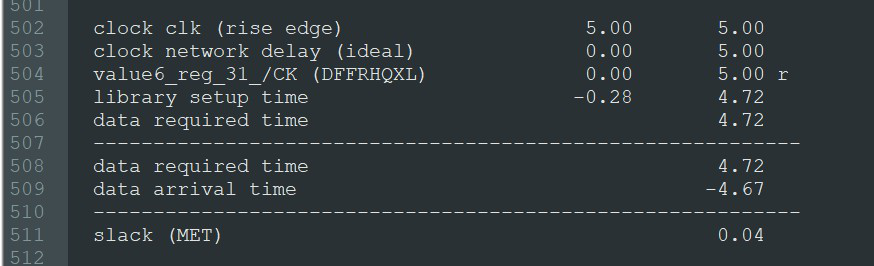 501
502 clock clk (rise edge) 5.00 5.00
503 clock network delay (ideal) 0.00 5.00
504 value6_reg_31_/CK (DFFRHQXL) 0.00 5.00 r
505 library setup time -0.28 4.72
506 data required time 4.72
507 ----------------------------------------------------------
508 data required time 4.72
509 data arrival time -4.67
510 ----------------------------------------------------------
511 slack (MET) 0.04
512